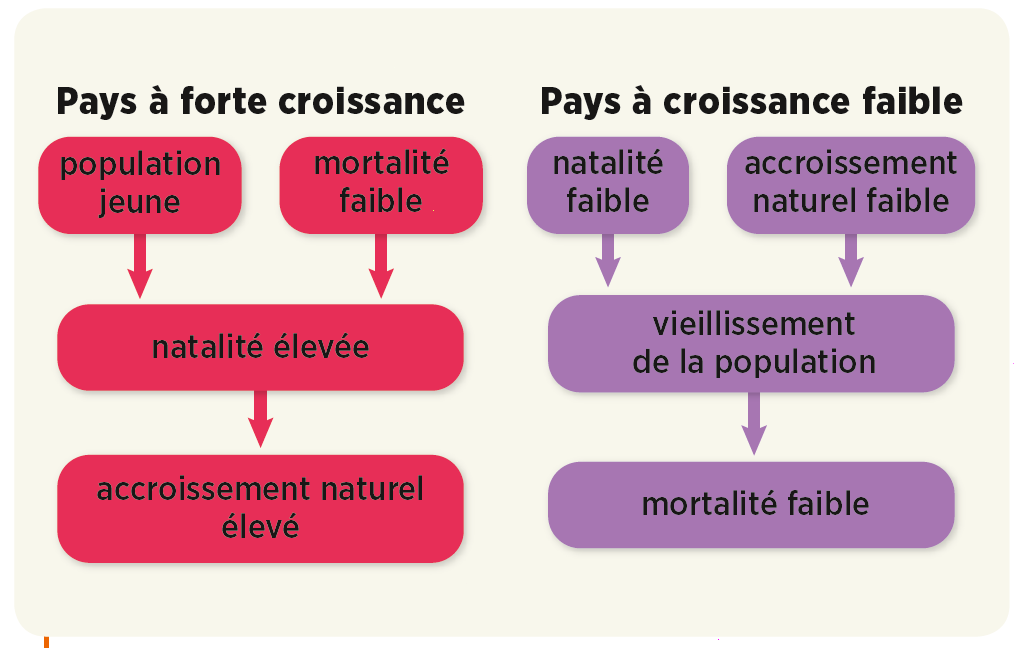 Pays à forte croissance
population
jeune
mortalité
faible
natalité élevée
accroissement naturel
élevé
Pays à croissance faible
natalité
faible
accroissement
naturel faible
vieillissement
de la population
mortalité faible